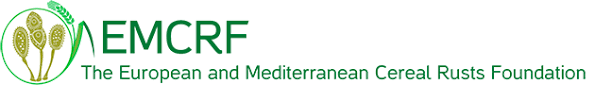 EMCRF
The European and Mediterranean Cereal Rusts Foundation